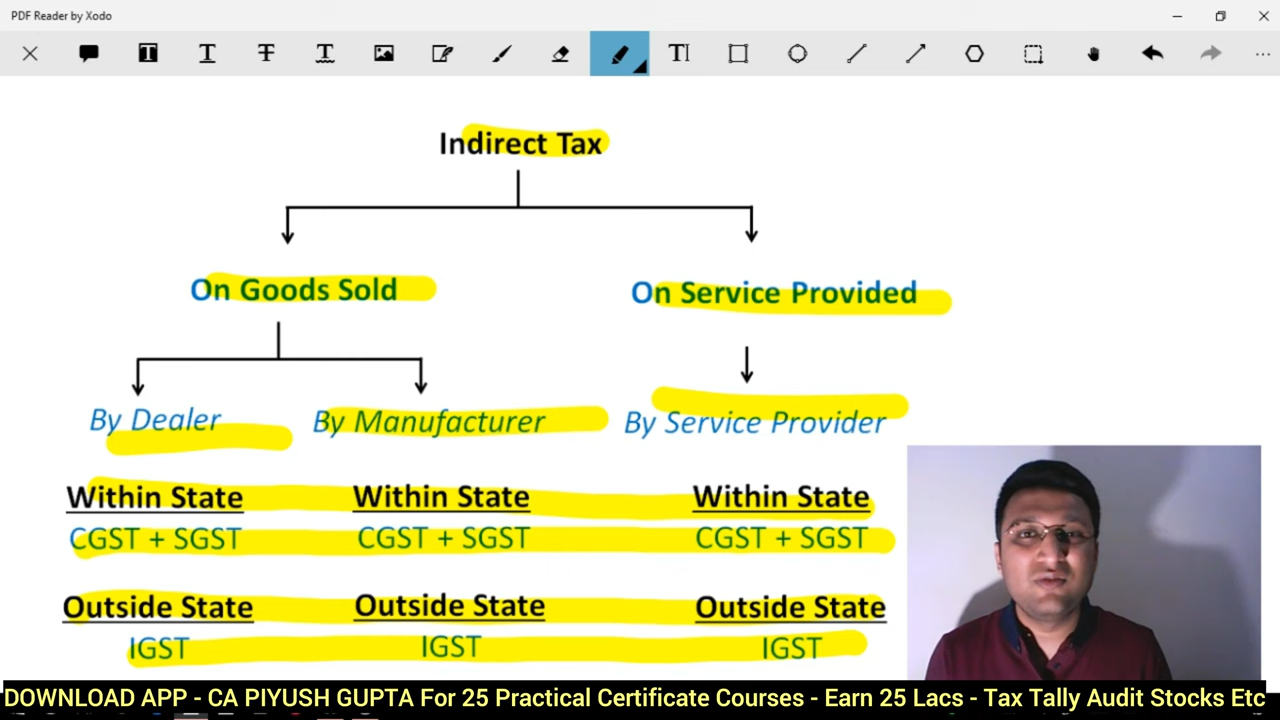 PDF Reader by Xodo
Indirect Tax
On Goods Sold
On Service Provided
By Dealer
By Manufacturer
By Service Provider
Within State Within State Within State
CGST + SGST CGST + SGST CGST + SGST
Outside State Outside State Outside State
IGST IGST IGST
DOWNLOAD APP - CA PIYUSH GUPTA For 25 Practical Certificate Courses - Earn 25 Lacs - Tax Tally Audit Stocks Etc